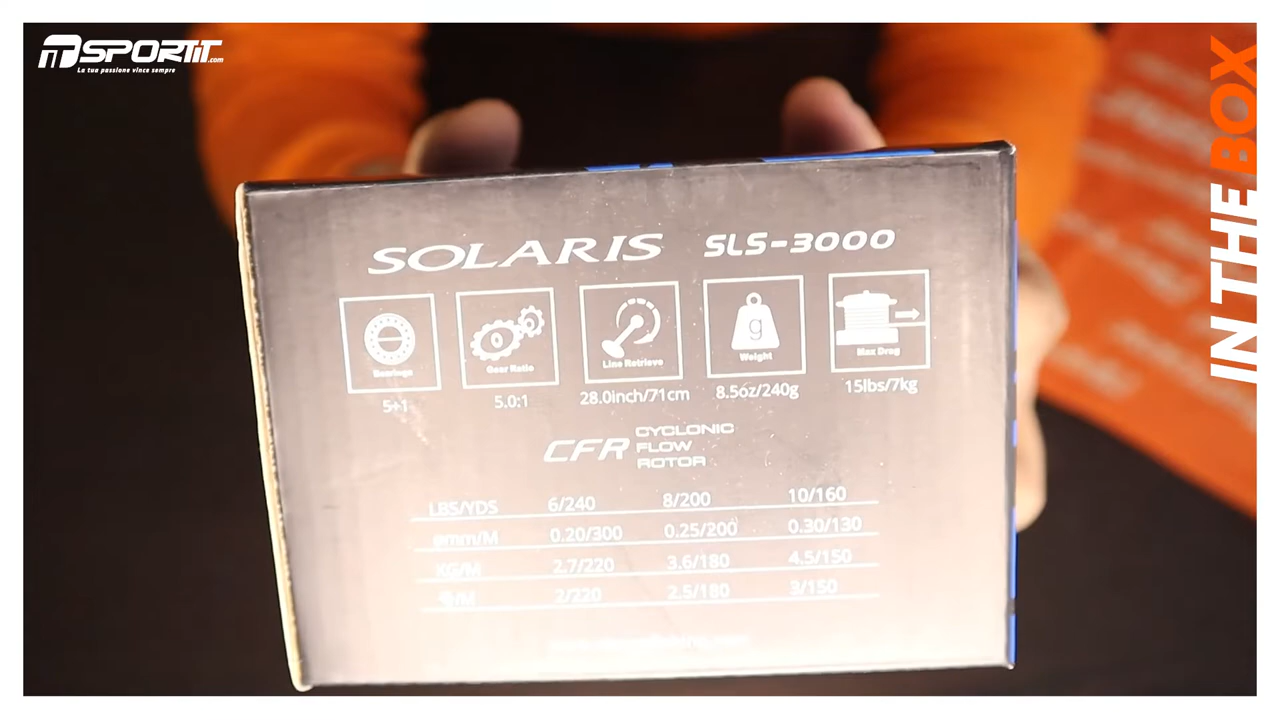 SPORTIT.com
La tua passione vince sempre
IN THE BOX
SOLARIS SLS-3000
Bearings
Gear Ratio
Line Retrieve
g
Weight
Max Drag
5+1
5.0:1
28.0inch/71cm
8.5oz/240g
15lbs/7kg
CFR CYCLONIC
FLOW
ROTOR
LBS/YDS 6/240 8/200 10/160
ømm/M 0.20/300 0.25/200 0.30/130
KG/M 2.7/220 3.6/180 4.5/150
2/220 2.5/180 3/150